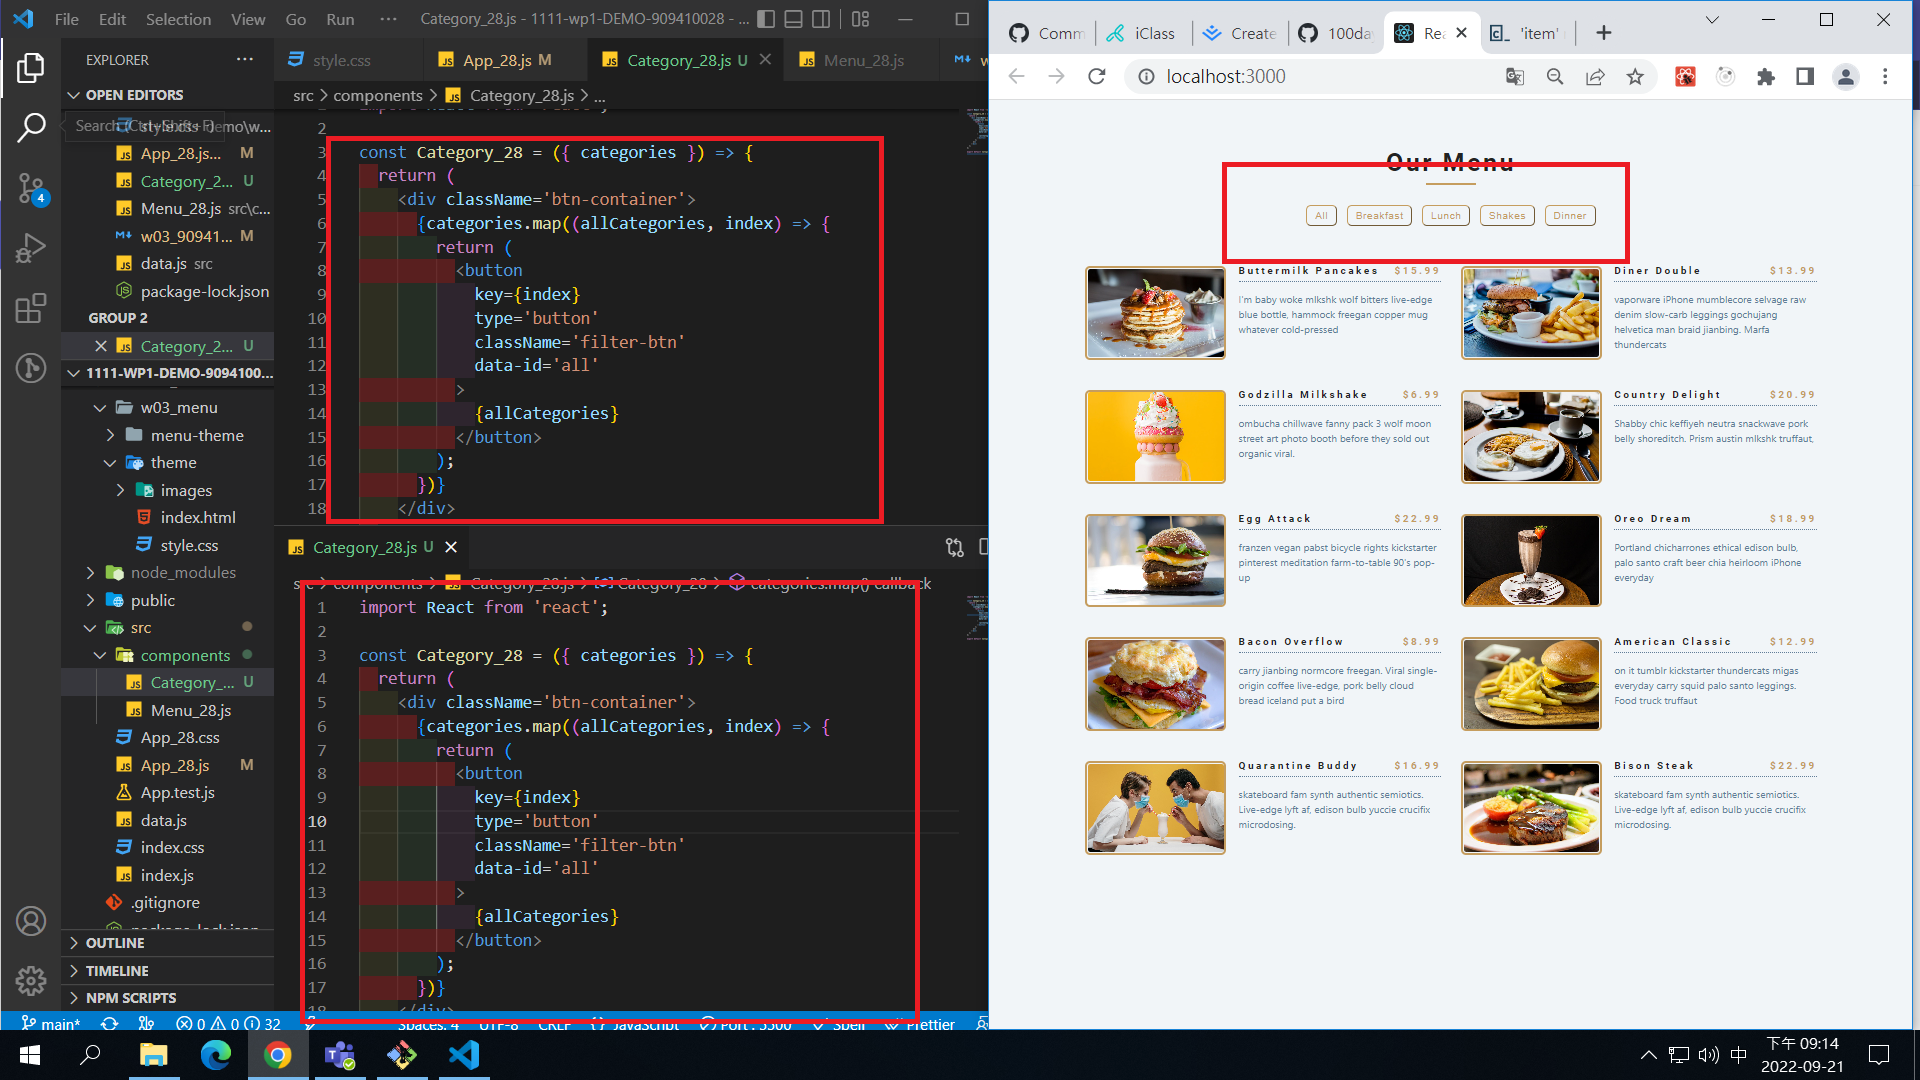 File Edit Selection View Go Run ··· Category_28.js - 1111-wp1-DEMO-909410028 - ...
EXPLORER ···
OPEN EDITORS
Search (Ctrl+Shift+F)
style.css demo\w...
App_28.js... M
Category_2... U
Menu_28.js src\c...
w03_90941... M
data.js src
package-lock.json
GROUP 2
Category_2... U
1111-WP1-DEMO-9094100...
w03_menu
menu-theme
theme
images
index.html
style.css
node_modules
public
src
components
Category_... U
Menu_28.js
App_28.css
App_28.js M
App.test.js
data.js
index.css
index.js
.gitignore
package-lock.json
OUTLINE
TIMELINE
NPM SCRIPTS
4
style.css App_28.js M Category_28.js U Menu_28.js w
src > components > Category_28.js > ...
2
3 const Category_28 = ({ categories }) => {
4 return (
5 <div className='btn-container'>
6 {categories.map((allCategories, index) => {
7 return (
8 <button
9 key={index}
10 type='button'
11 className='filter-btn'
12 data-id='all'
13 >
14 {allCategories}
15 </button>
16 );
17 })}
18 </div>
Category_28.js U
src > components > Category_28.js > Category_28 > categories.map() callback
1 import React from 'react';
2
3 const Category_28 = ({ categories }) => {
4 return (
5 <div className='btn-container'>
6 {categories.map((allCategories, index) => {
7 return (
8 <button
9 key={index}
10 type='button'
11 className='filter-btn'
12 data-id='all'
13 >
14 {allCategories}
15 </button>
16 );
17 })}
18 </div>
main* 0 0 32 Spaces: 4 UTF-8 CRLF {} JavaScript Port : 5500 Spell Prettier
Comm iClass Create 100day Rea 'item'
localhost:3000
Our Menu
All Breakfast Lunch Shakes Dinner
Buttermilk Pancakes $15.99
I'm baby woke mlkshk wolf bitters live-edge
blue bottle, hammock freegan copper mug
whatever cold-pressed
Diner Double $13.99
vaporware iPhone mumblecore selvage raw
denim slow-carb leggings gochujang
helvetica man braid jianbing. Marfa
thundercats
Godzilla Milkshake $6.99
ombucha chillwave fanny pack 3 wolf moon
street art photo booth before they sold out
organic viral.
Country Delight $20.99
Shabby chic keffiyeh neutra snackwave pork
belly shoreditch. Prism austin mlkshk truffaut,
Egg Attack $22.99
franzen vegan pabst bicycle rights kickstarter
pinterest meditation farm-to-table 90's pop-
up
Oreo Dream $18.99
Portland chicharrones ethical edison bulb,
palo santo craft beer chia heirloom iPhone
everyday
Bacon Overflow $8.99
carry jianbing normcore freegan. Viral single-
origin coffee live-edge, pork belly cloud
bread iceland put a bird
American Classic $12.99
on it tumblr kickstarter thundercats migas
everyday carry squid palo santo leggings.
Food truck truffaut
Quarantine Buddy $16.99
skateboard fam synth authentic semiotics.
Live-edge lyft af, edison bulb yuccie crucifix
microdosing.
Bison Steak $22.99
skateboard fam synth authentic semiotics.
Live-edge lyft af, edison bulb yuccie crucifix
microdosing.
中
下午 09:14
2022-09-21